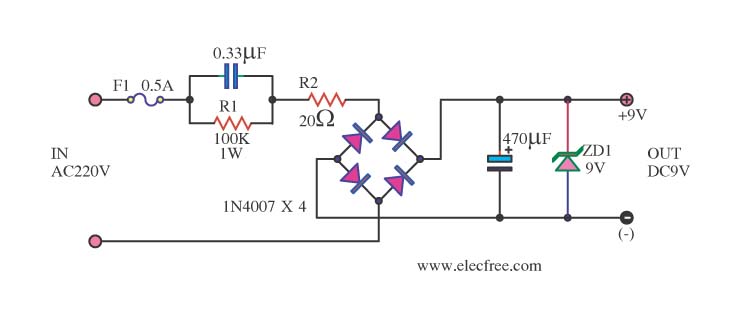 0.33µF
F1 0.5A
R1
100K
1W
R2
20Ω
IN
AC220V
1N4007 X 4
470µF
+
ZD1
9V
+
+9V
OUT
DC9V
-
(-)
www.elecfree.com